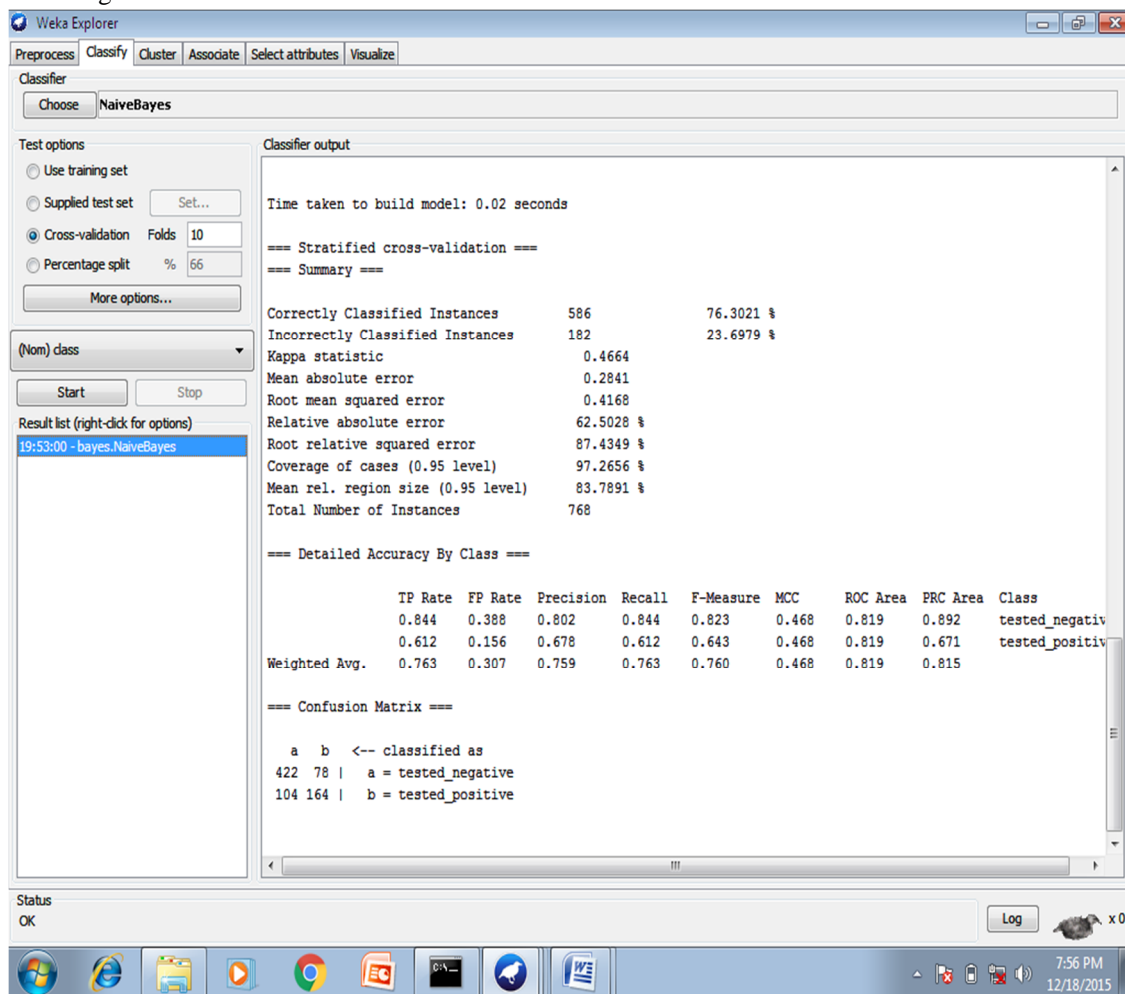 Weka Explorer
Preprocess Classify Cluster Associate Select attributes Visualize
Classifier
Choose NaiveBayes
Test options
Use training set
Supplied test set Set...
Cross-validation Folds 10
Percentage split % 66
More options...
(Nom) class
Start Stop
Result list (right-click for options)
19:53:00 - bayes.NaiveBayes
Classifier output
Time taken to build model: 0.02 seconds
=== Stratified cross-validation ===
=== Summary ===
Correctly Classified Instances 586 76.3021 %
Incorrectly Classified Instances 182 23.6979 %
Kappa statistic 0.4664
Mean absolute error 0.2841
Root mean squared error 0.4168
Relative absolute error 62.5028 %
Root relative squared error 87.4349 %
Coverage of cases (0.95 level) 97.2656 %
Mean rel. region size (0.95 level) 83.7891 %
Total Number of Instances 768
=== Detailed Accuracy By Class ===
TP Rate FP Rate Precision Recall F-Measure MCC ROC Area PRC Area Class
0.844 0.388 0.802 0.844 0.823 0.468 0.819 0.892 tested_negativ
0.612 0.156 0.678 0.612 0.643 0.468 0.819 0.671 tested_positiv
Weighted Avg. 0.763 0.307 0.759 0.763 0.760 0.468 0.819 0.815
=== Confusion Matrix ===
a b <-- classified as
422 78 | a = tested_negative
104 164 | b = tested_positive
Status
OK
Log x 0
C:\_
7:56 PM
12/18/2015